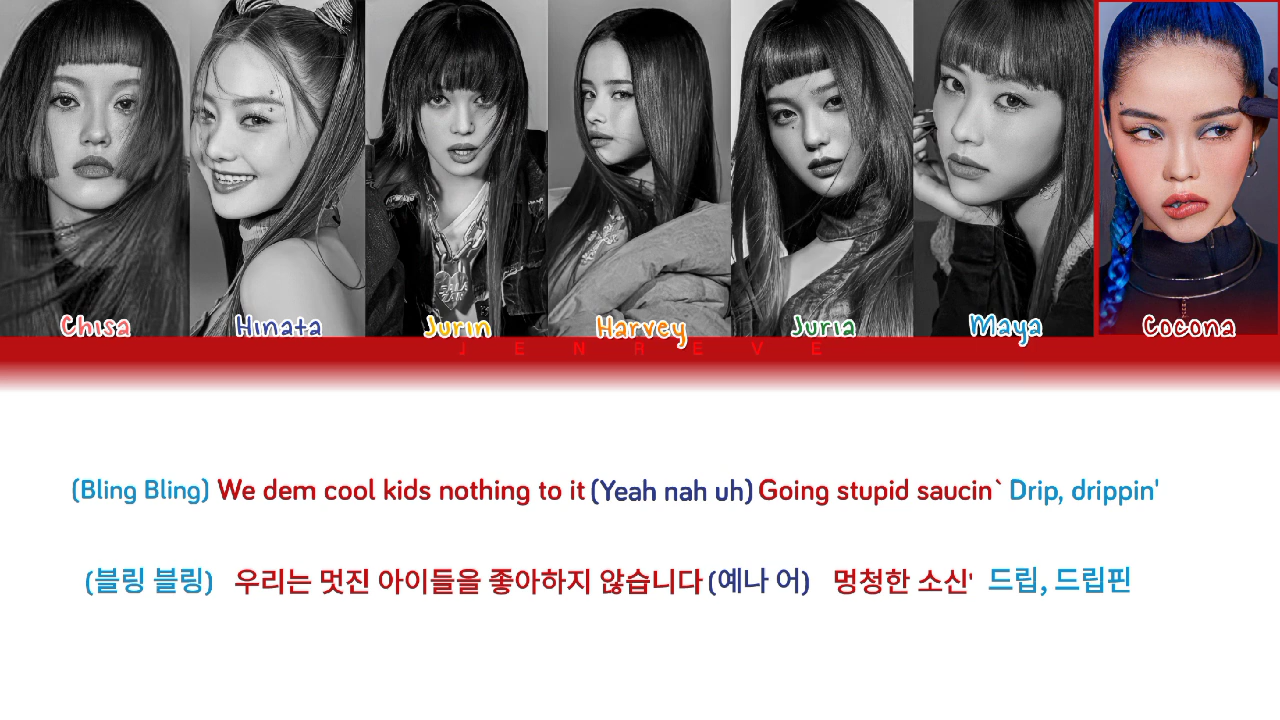 Chisa Hinata Jurin Harvey Juria Maya Cocona
J E N R E V E
(Bling Bling) We dem cool kids nothing to it (Yeah nah uh) Going stupid saucin` Drip, drippin'
(블링 블링) 우리는 멋진 아이들을 좋아하지 않습니다 (예나 어) 멍청한 소신' 드립, 드립핀